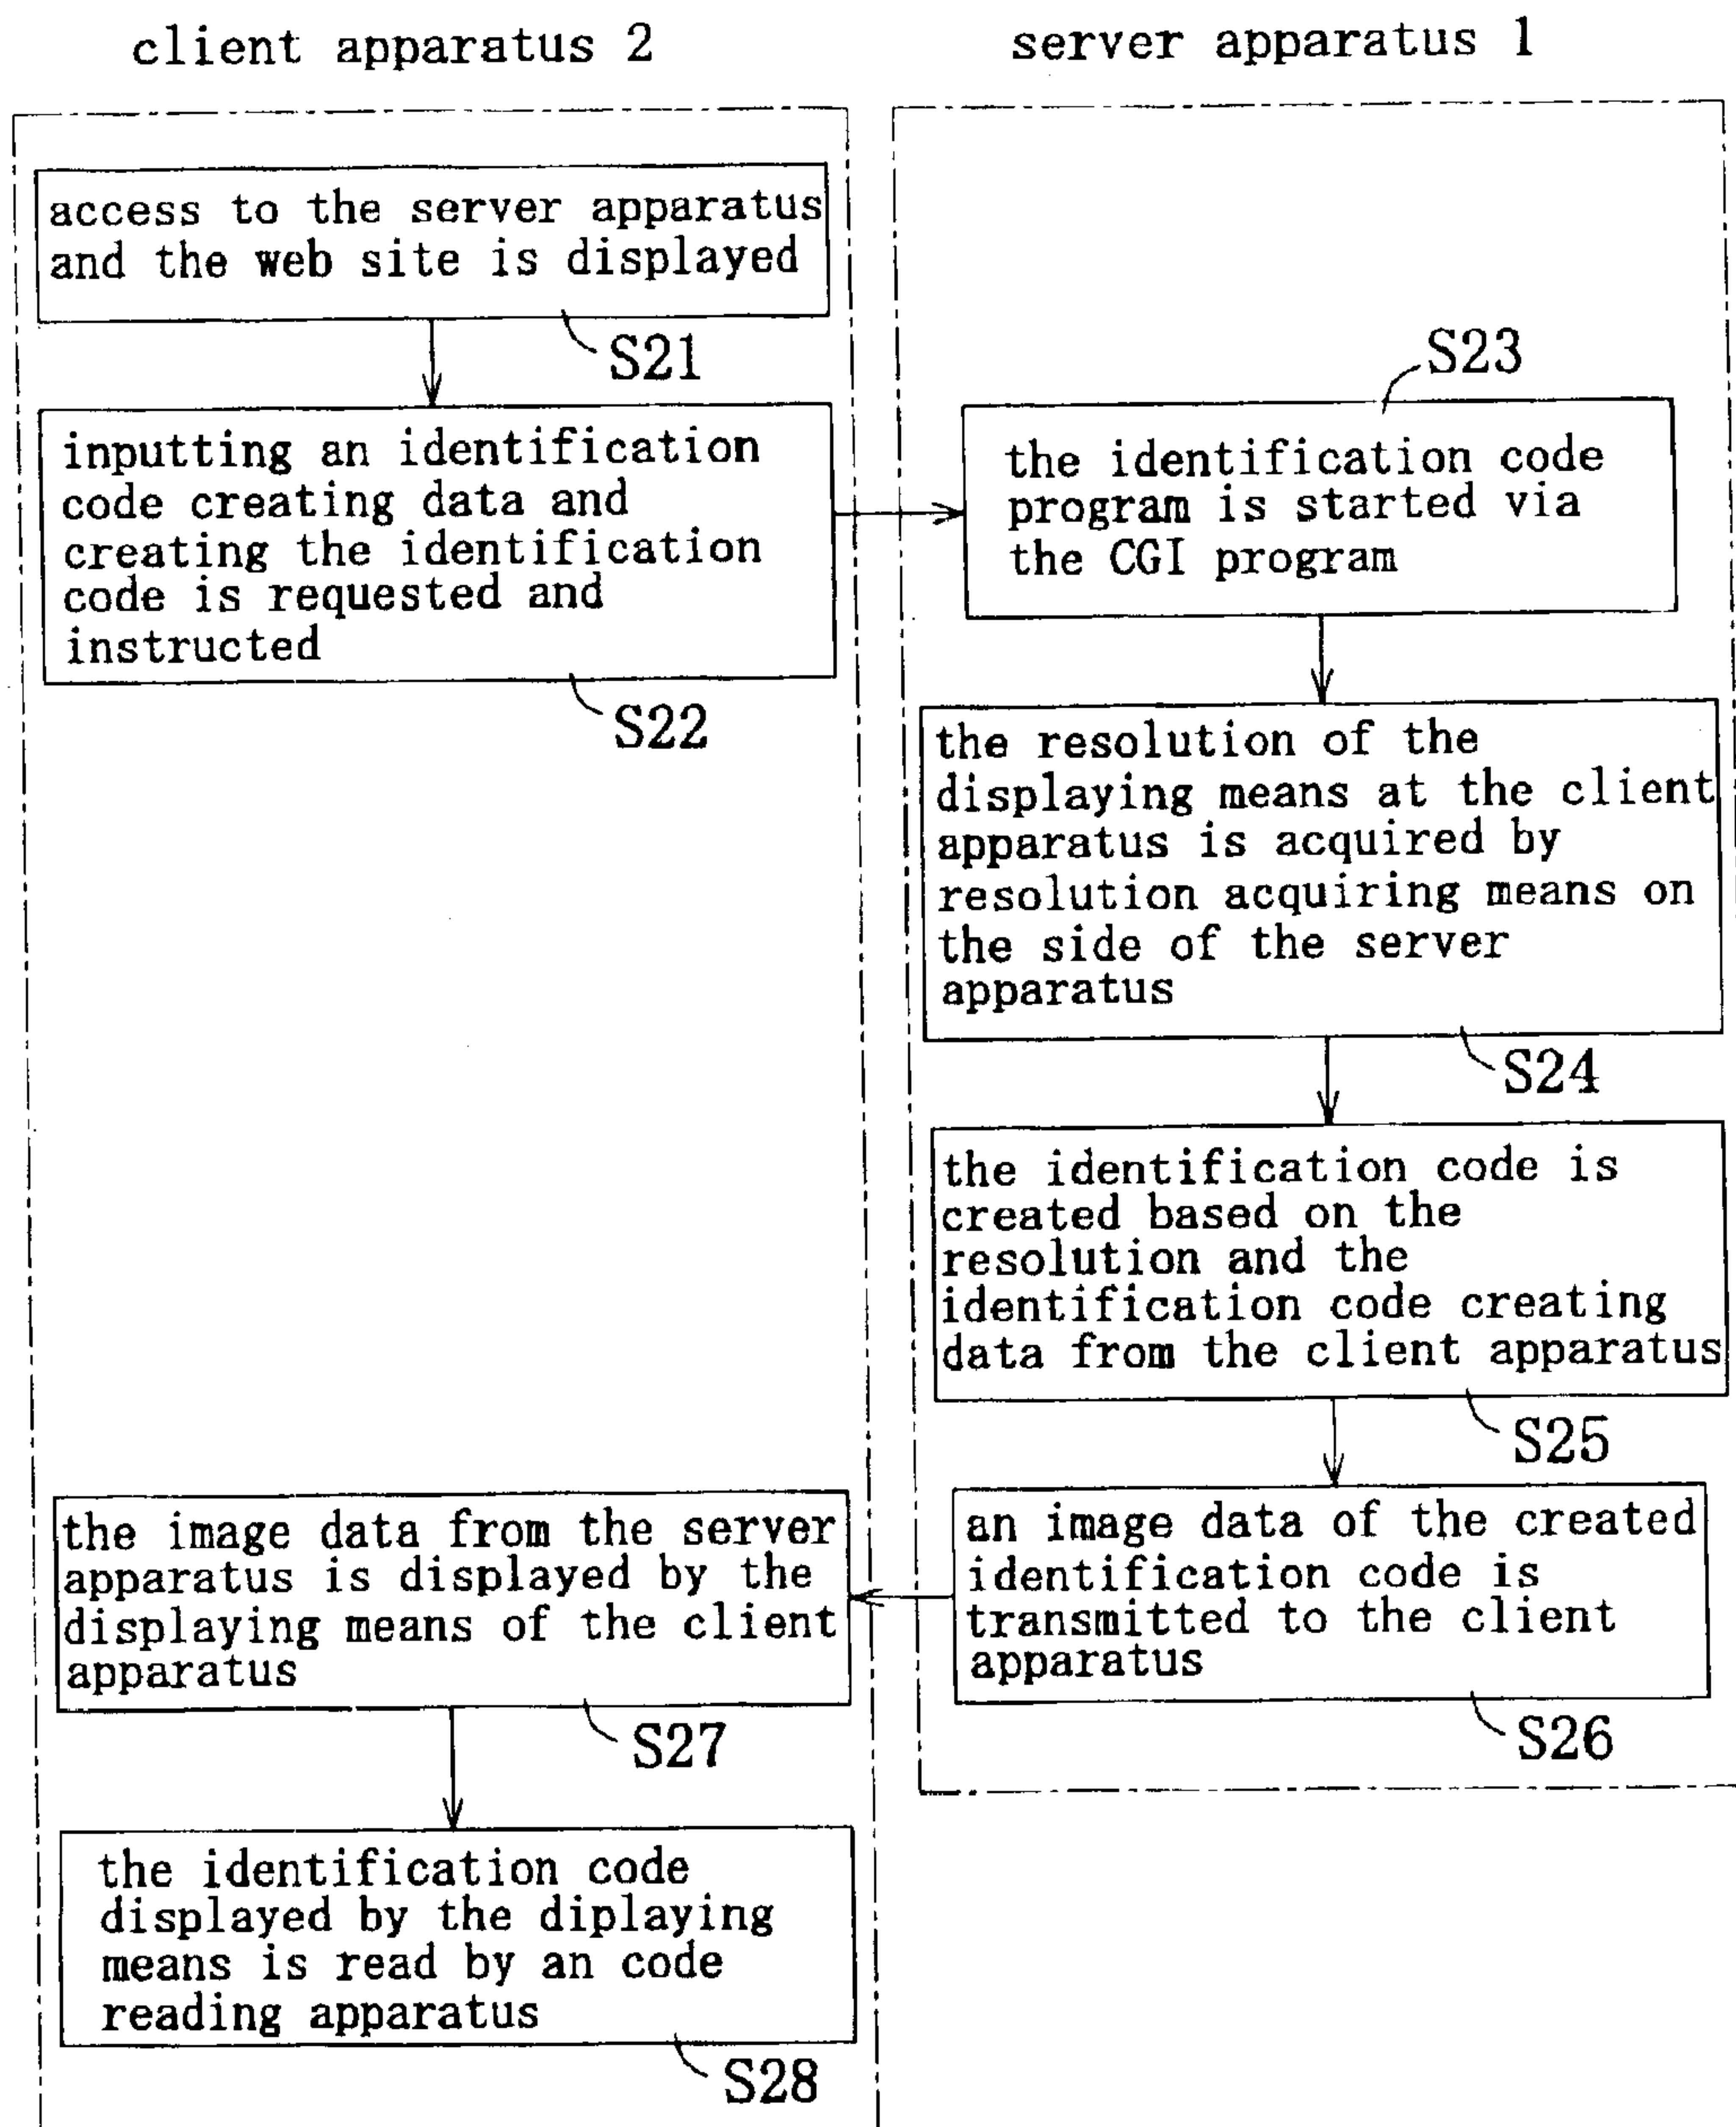 client apparatus 2
server apparatus 1
access to the server apparatus
and the web site is displayed
S21
inputting an identification
code creating data and
creating the identification
code is requested and
instructed
S22
S23
the identification code
program is started via
the CGI program
the resolution of the
displaying means at the client
apparatus is acquired by
resolution acquiring means on
the side of the server
apparatus
S24
the identification code is
created based on the
resolution and the
identification code creating
data from the client apparatus
S25
an image data of the created
identification code is
transmitted to the client
apparatus
S26
the image data from the server
apparatus is displayed by the
displaying means of the client
apparatus
S27
the identification code
displayed by the diplaying
means is read by an code
reading apparatus
S28